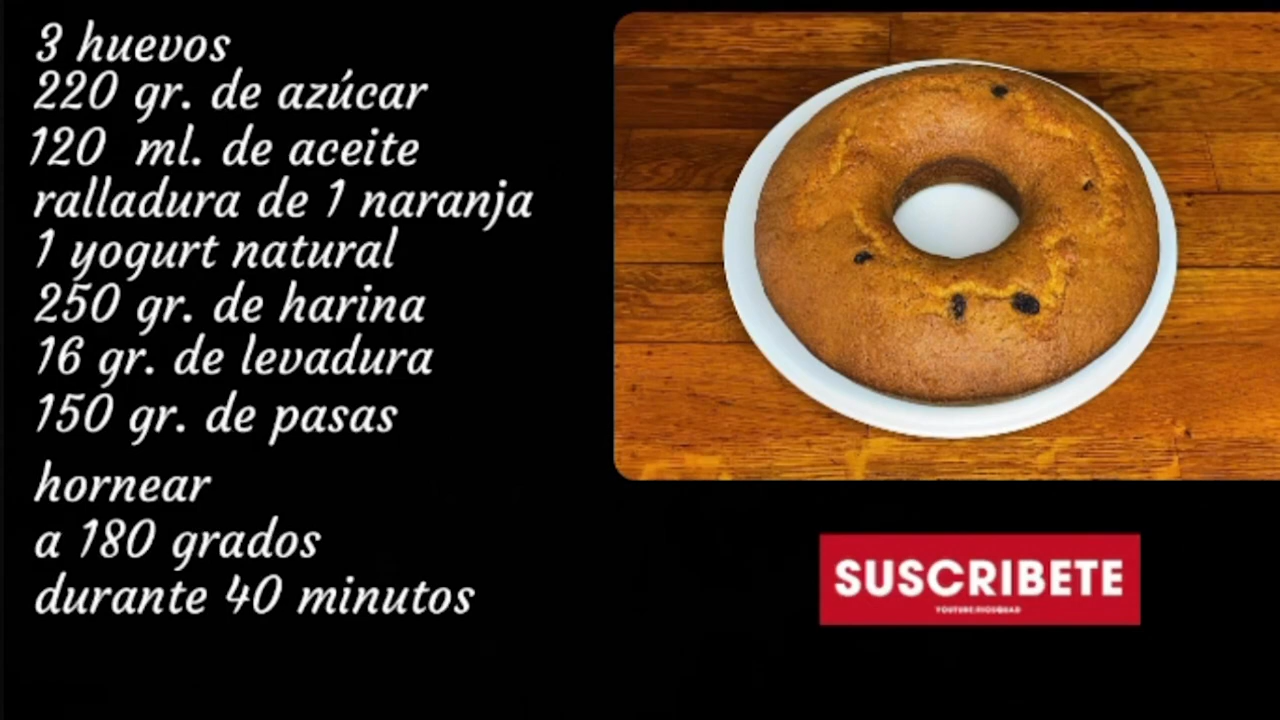 3 huevos
220 gr. de azúcar
120 ml. de aceite
ralladura de 1 naranja
1 yogurt natural
250 gr. de harina
16 gr. de levadura
150 gr. de pasas
hornear
a 180 grados
durante 40 minutos
SUSCRIBETE